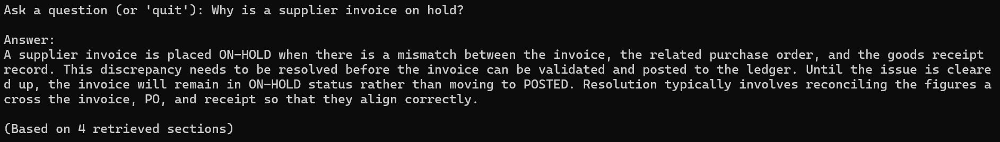 Ask a question (or 'quit'): Why is a supplier invoice on hold?
Answer:
A supplier invoice is placed ON-HOLD when there is a mismatch between the invoice, the related purchase order, and the goods receipt
record. This discrepancy needs to be resolved before the invoice can be validated and posted to the ledger. Until the issue is cleare
d up, the invoice will remain in ON-HOLD status rather than moving to POSTED. Resolution typically involves reconciling the figures a
cross the invoice, PO, and receipt so that they align correctly.
(Based on 4 retrieved sections)